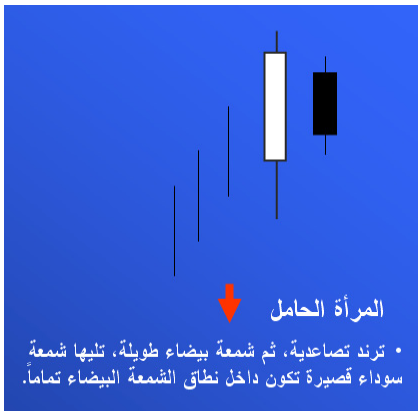 المرأة الحامل
• ترند تصاعدية، ثم شمعة بيضاء طويلة، تليها شمعة
سوداء قصيرة تكون داخل نطاق الشمعة البيضاء تماماً.